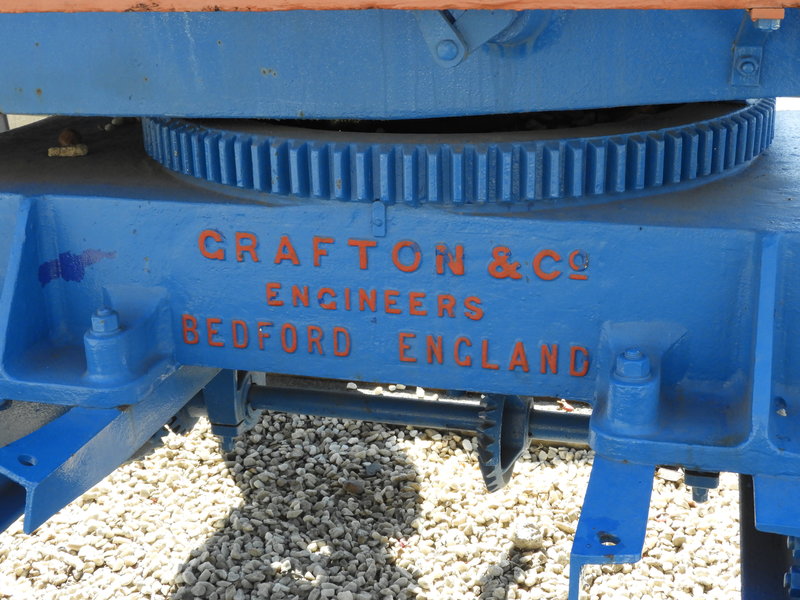 GRAFTON & Cº
ENGINEERS
BEDFORD ENGLAND